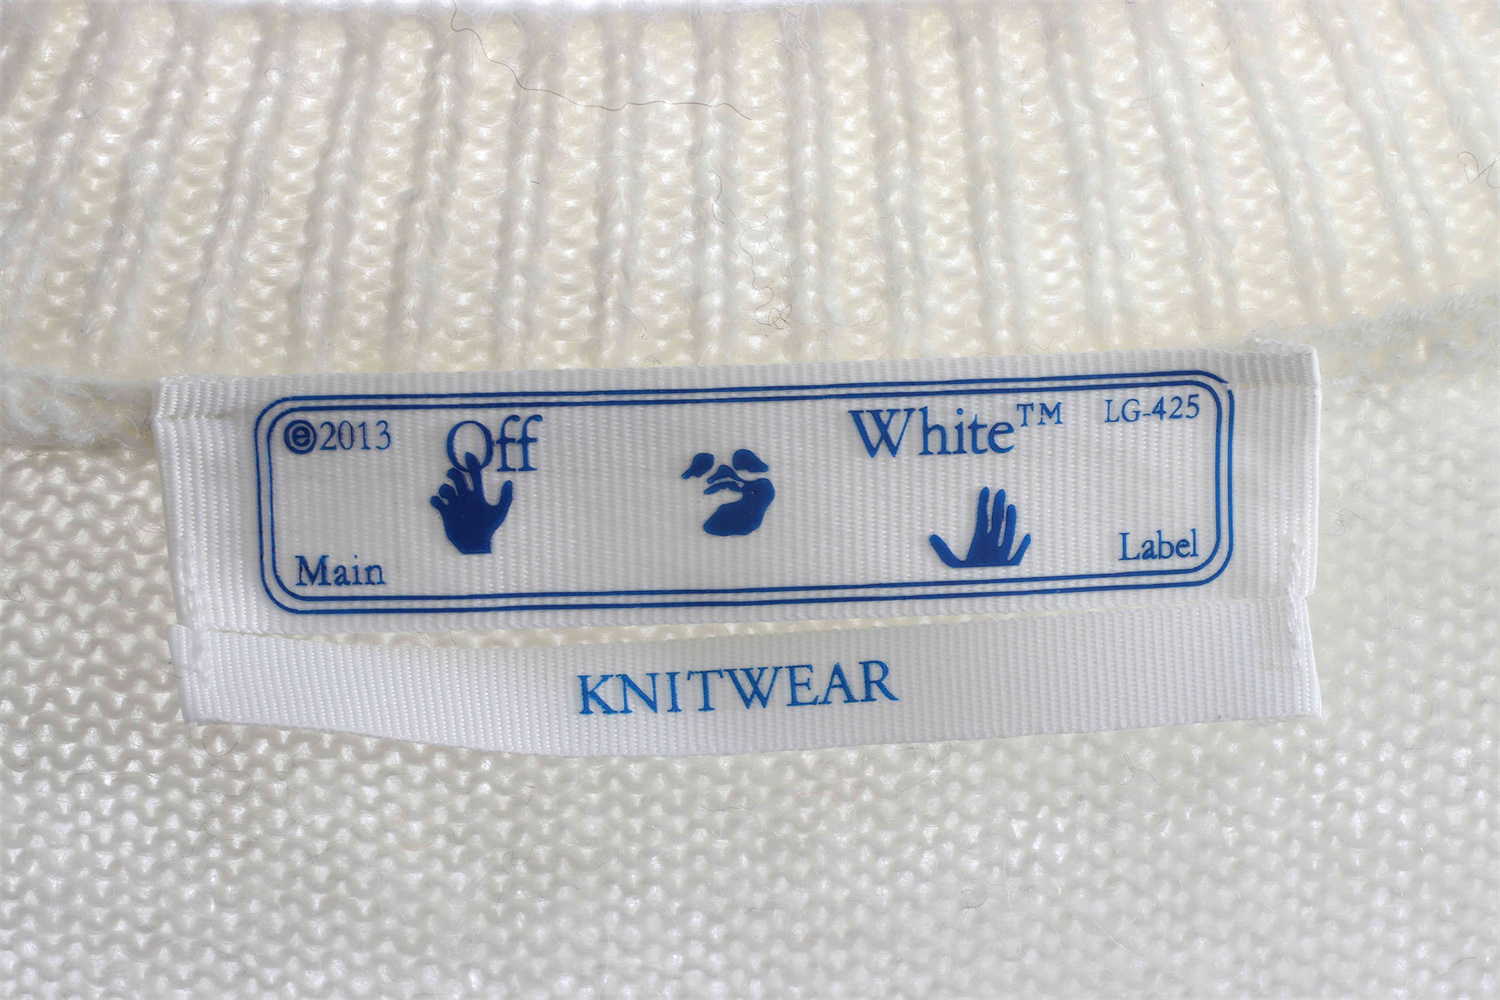 ©2013 Off White™ LG-425
Main Label
KNITWEAR